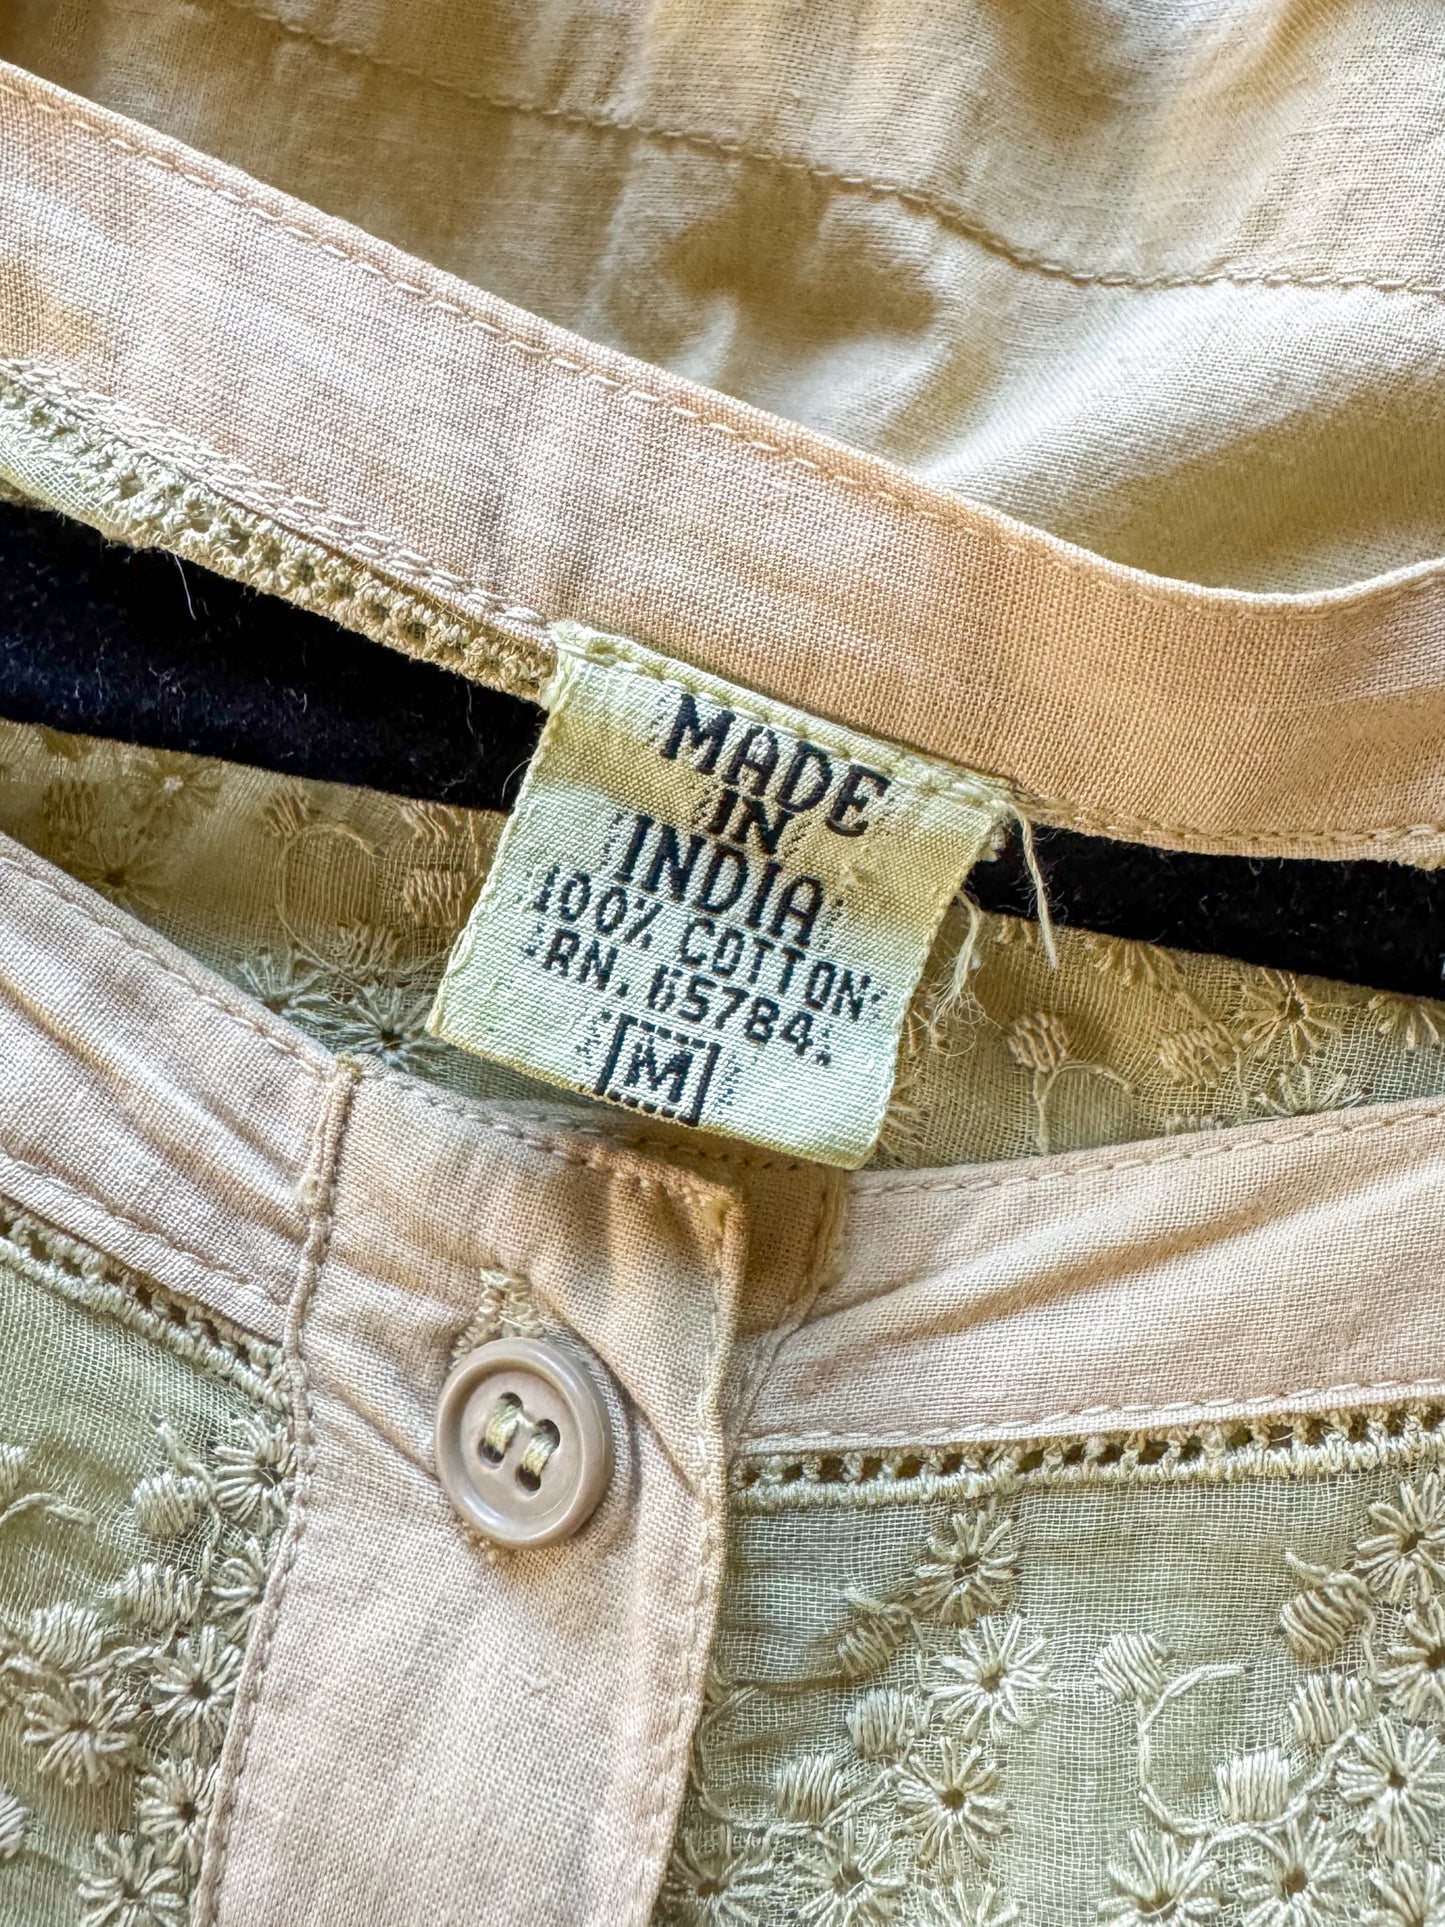 MADE
IN
INDIA
100% COTTON
RN. 65784.
M